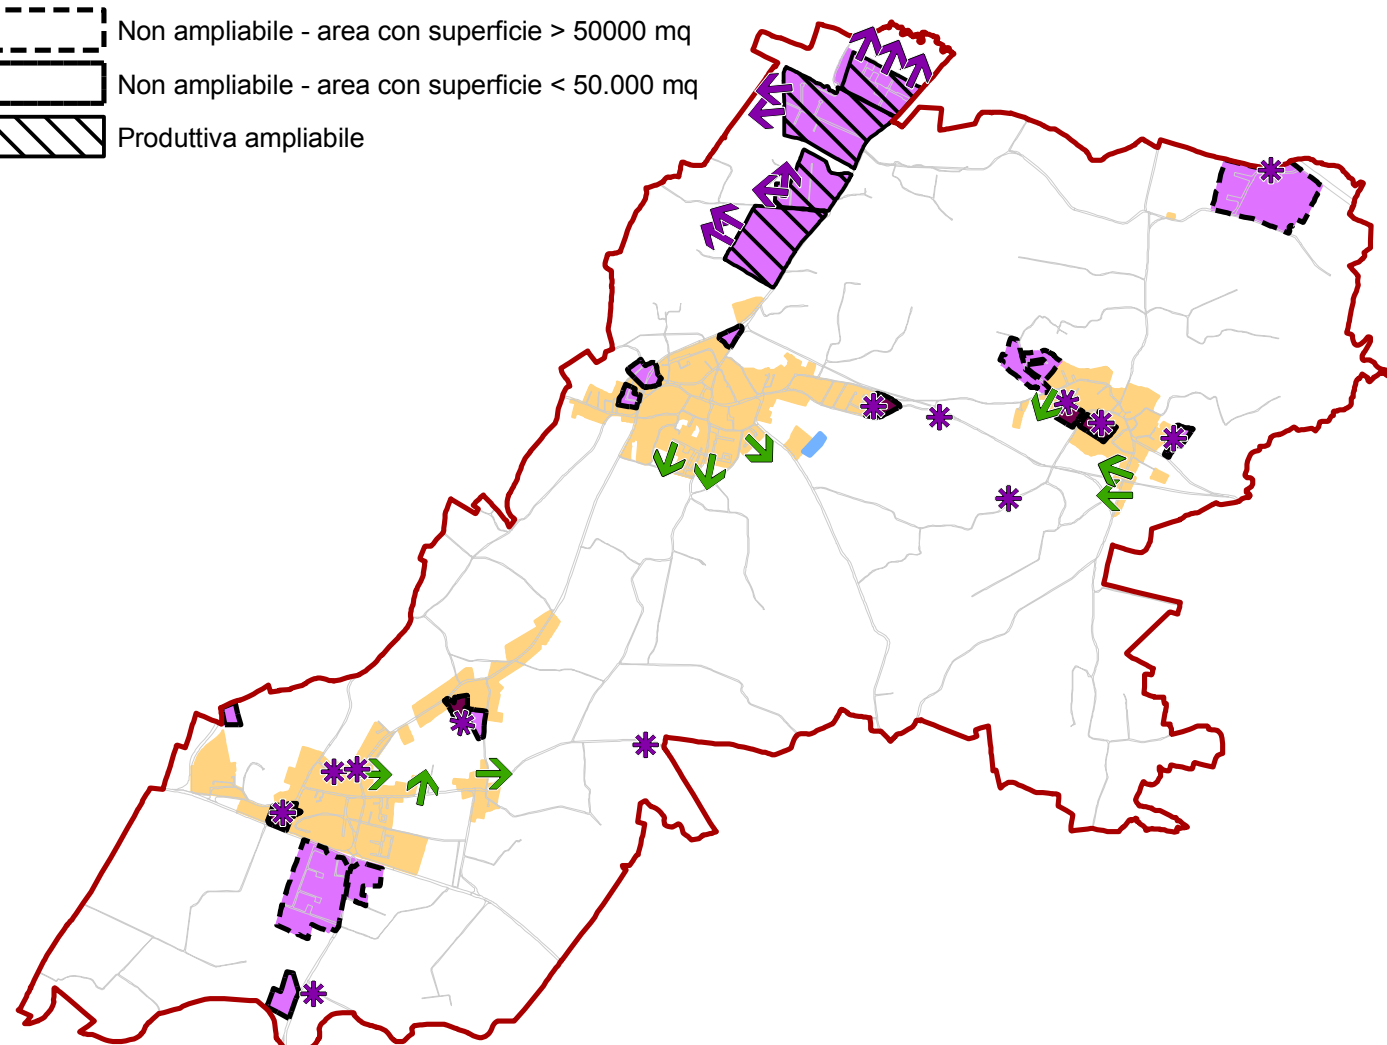 Non ampliabile - area con superficie > 50000 mq
Non ampliabile - area con superficie < 50.000 mq
Produttiva ampliabile